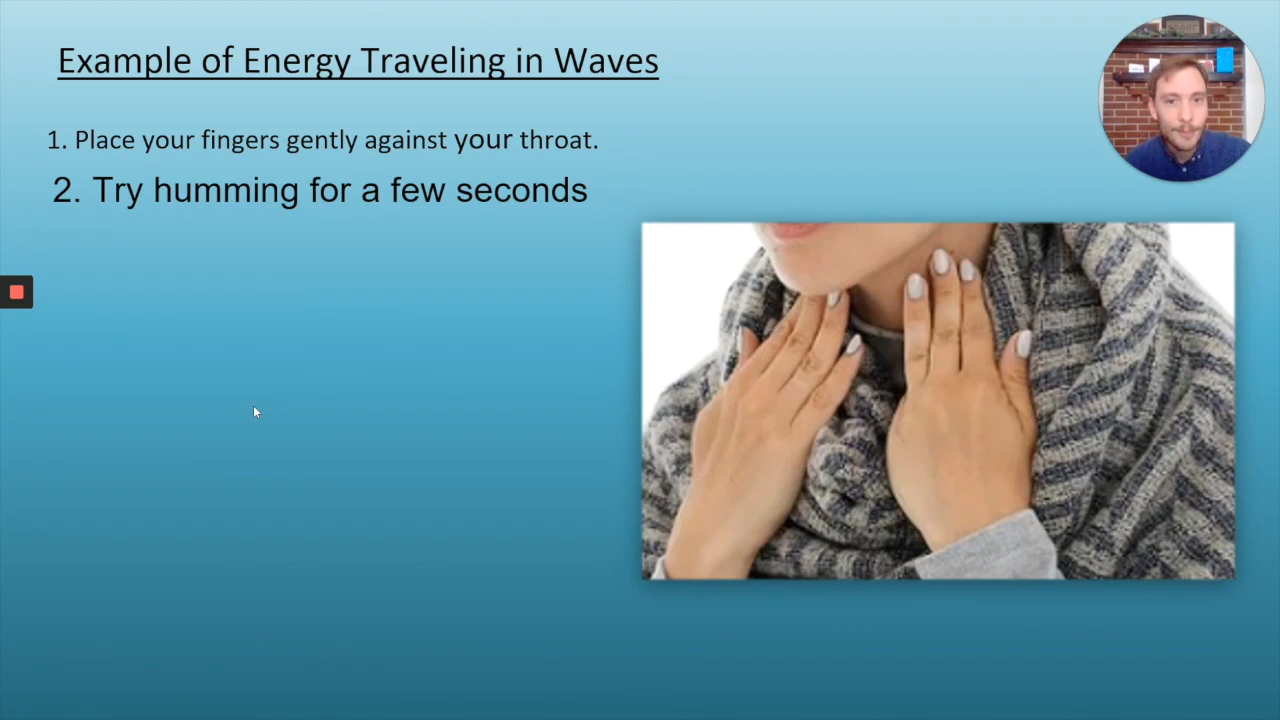 Example of Energy Traveling in Waves
1. Place your fingers gently against your throat.
2. Try humming for a few seconds